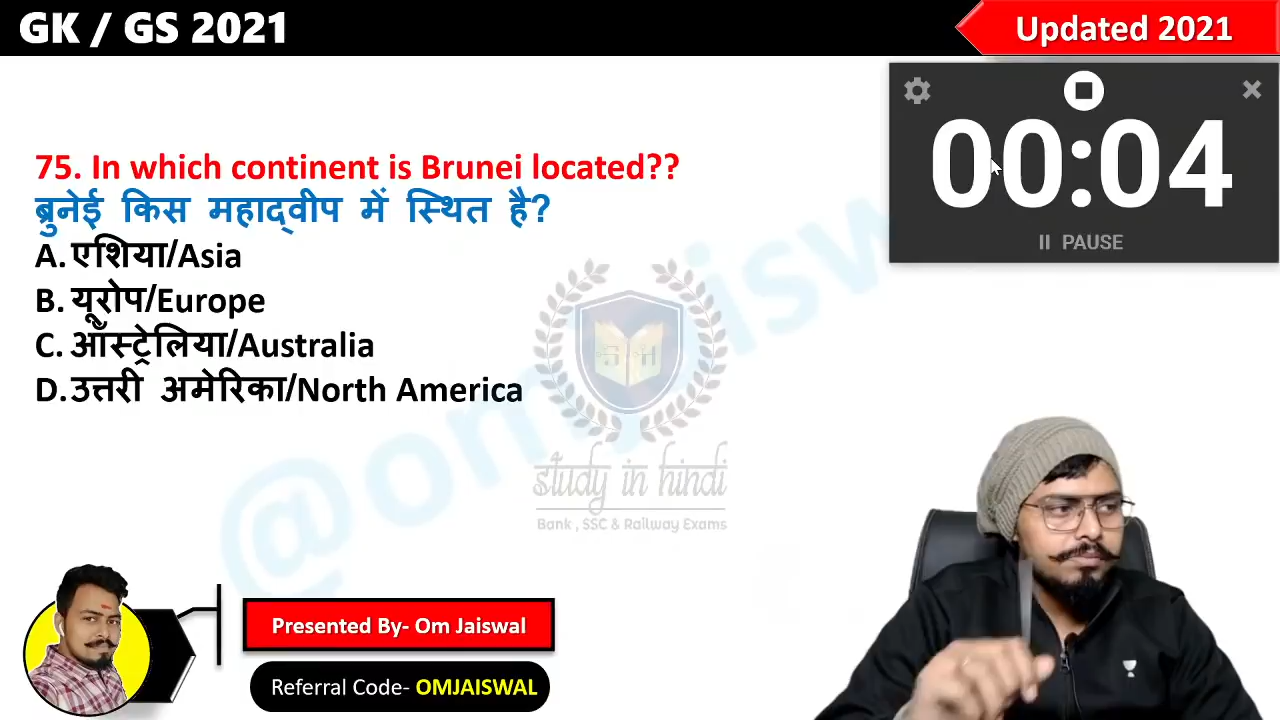 GK / GS 2021
Updated 2021
00:04
PAUSE
75. In which continent is Brunei located??
ब्रुनेई किस महाद्वीप में स्थित है?
A. एशिया/Asia
B. यूरोप/Europe
C. ऑस्ट्रेलिया/Australia
D. उत्तरी अमेरिका/North America
S H
study in hindi
Bank , SSC & Railway Exams
Presented By- Om Jaiswal
Referral Code- OMJAISWAL